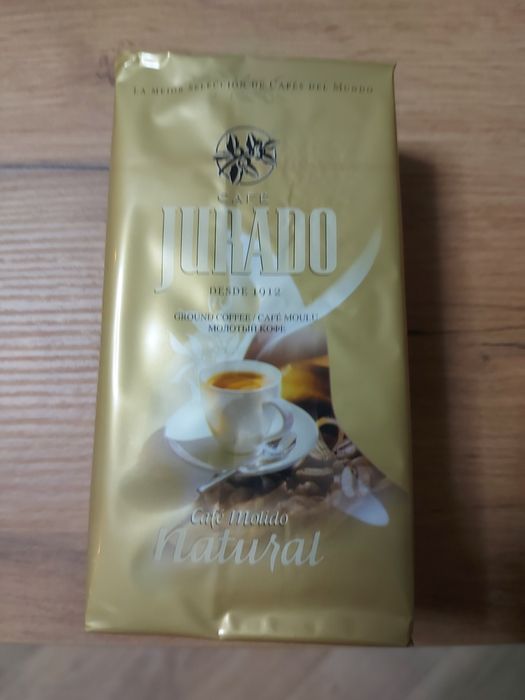 LA MEJOR SELECCIÓN DE CAFÉS DEL MUNDO
CAFÉ
JURADO
DESDE 1912
GROUND COFFEE / CAFÉ MOULU
МОЛОТЫЙ КОФЕ
Café Molido
natural